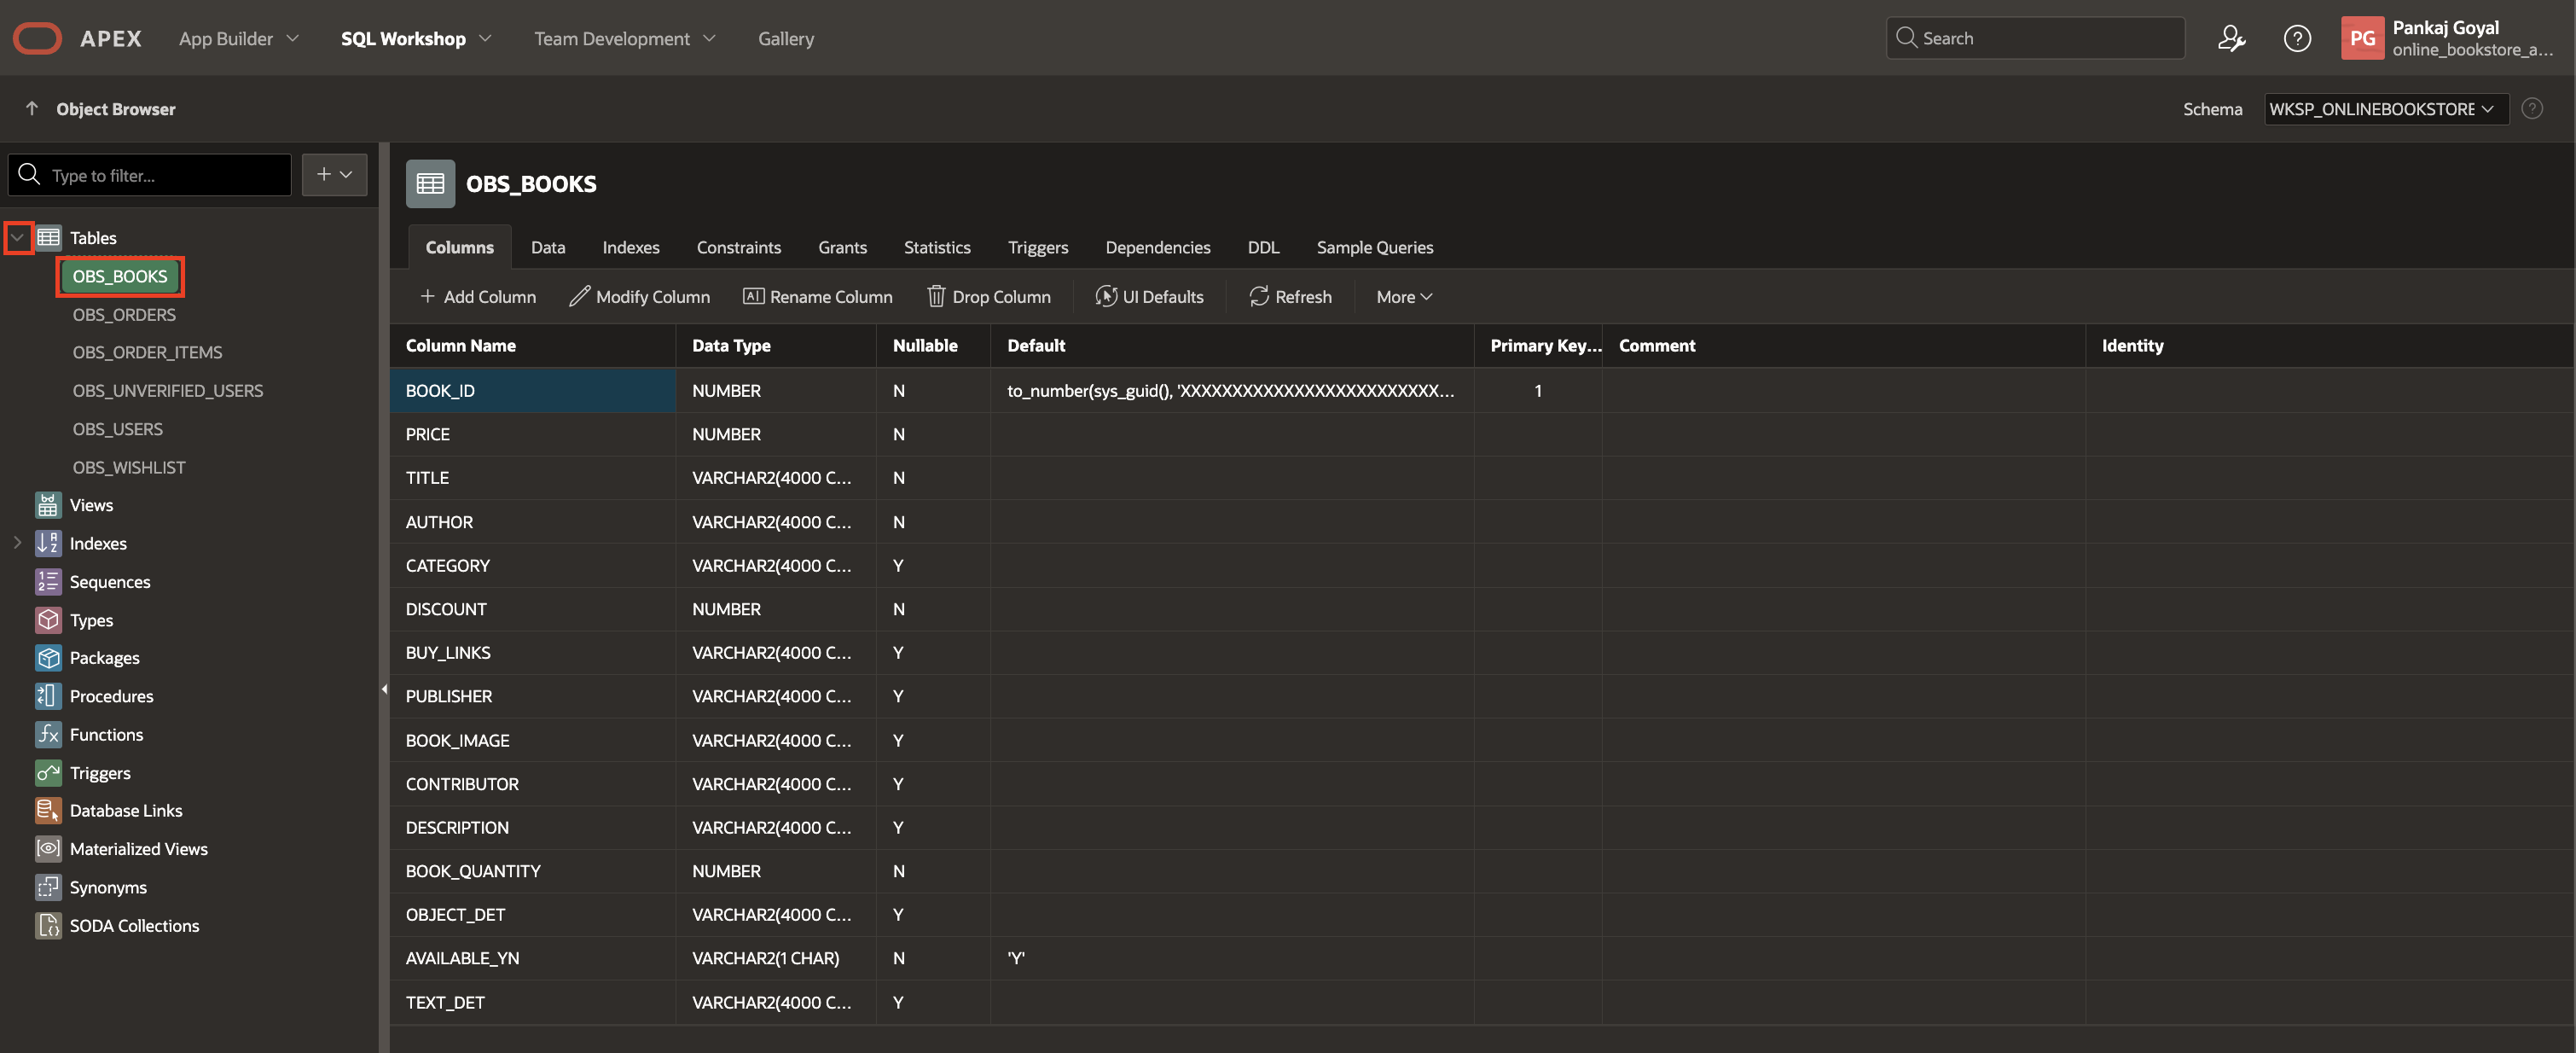 APEX App Builder SQL Workshop Team Development Gallery Search PG Pankaj Goyal
online_bookstore_a...
Object Browser Schema WKSP_ONLINEBOOKSTORE
Type to filter...
Tables
OBS_BOOKS
OBS_ORDERS
OBS_ORDER_ITEMS
OBS_UNVERIFIED_USERS
OBS_USERS
OBS_WISHLIST
Views
Indexes
Sequences
Types
Packages
Procedures
Functions
Triggers
Database Links
Materialized Views
Synonyms
SODA Collections
OBS_BOOKS
Columns Data Indexes Constraints Grants Statistics Triggers Dependencies DDL Sample Queries
Add Column Modify Column Rename Column Drop Column UI Defaults Refresh More
Column Name Data Type Nullable Default Primary Key... Comment Identity
BOOK_ID NUMBER N to_number(sys_guid(), 'XXXXXXXXXXXXXXXXXXXXXXXXX... 1
PRICE NUMBER N
TITLE VARCHAR2(4000 C... N
AUTHOR VARCHAR2(4000 C... N
CATEGORY VARCHAR2(4000 C... Y
DISCOUNT NUMBER N
BUY_LINKS VARCHAR2(4000 C... Y
PUBLISHER VARCHAR2(4000 C... Y
BOOK_IMAGE VARCHAR2(4000 C... Y
CONTRIBUTOR VARCHAR2(4000 C... Y
DESCRIPTION VARCHAR2(4000 C... Y
BOOK_QUANTITY NUMBER N
OBJECT_DET VARCHAR2(4000 C... Y
AVAILABLE_YN VARCHAR2(1 CHAR) N 'Y'
TEXT_DET VARCHAR2(4000 C... Y